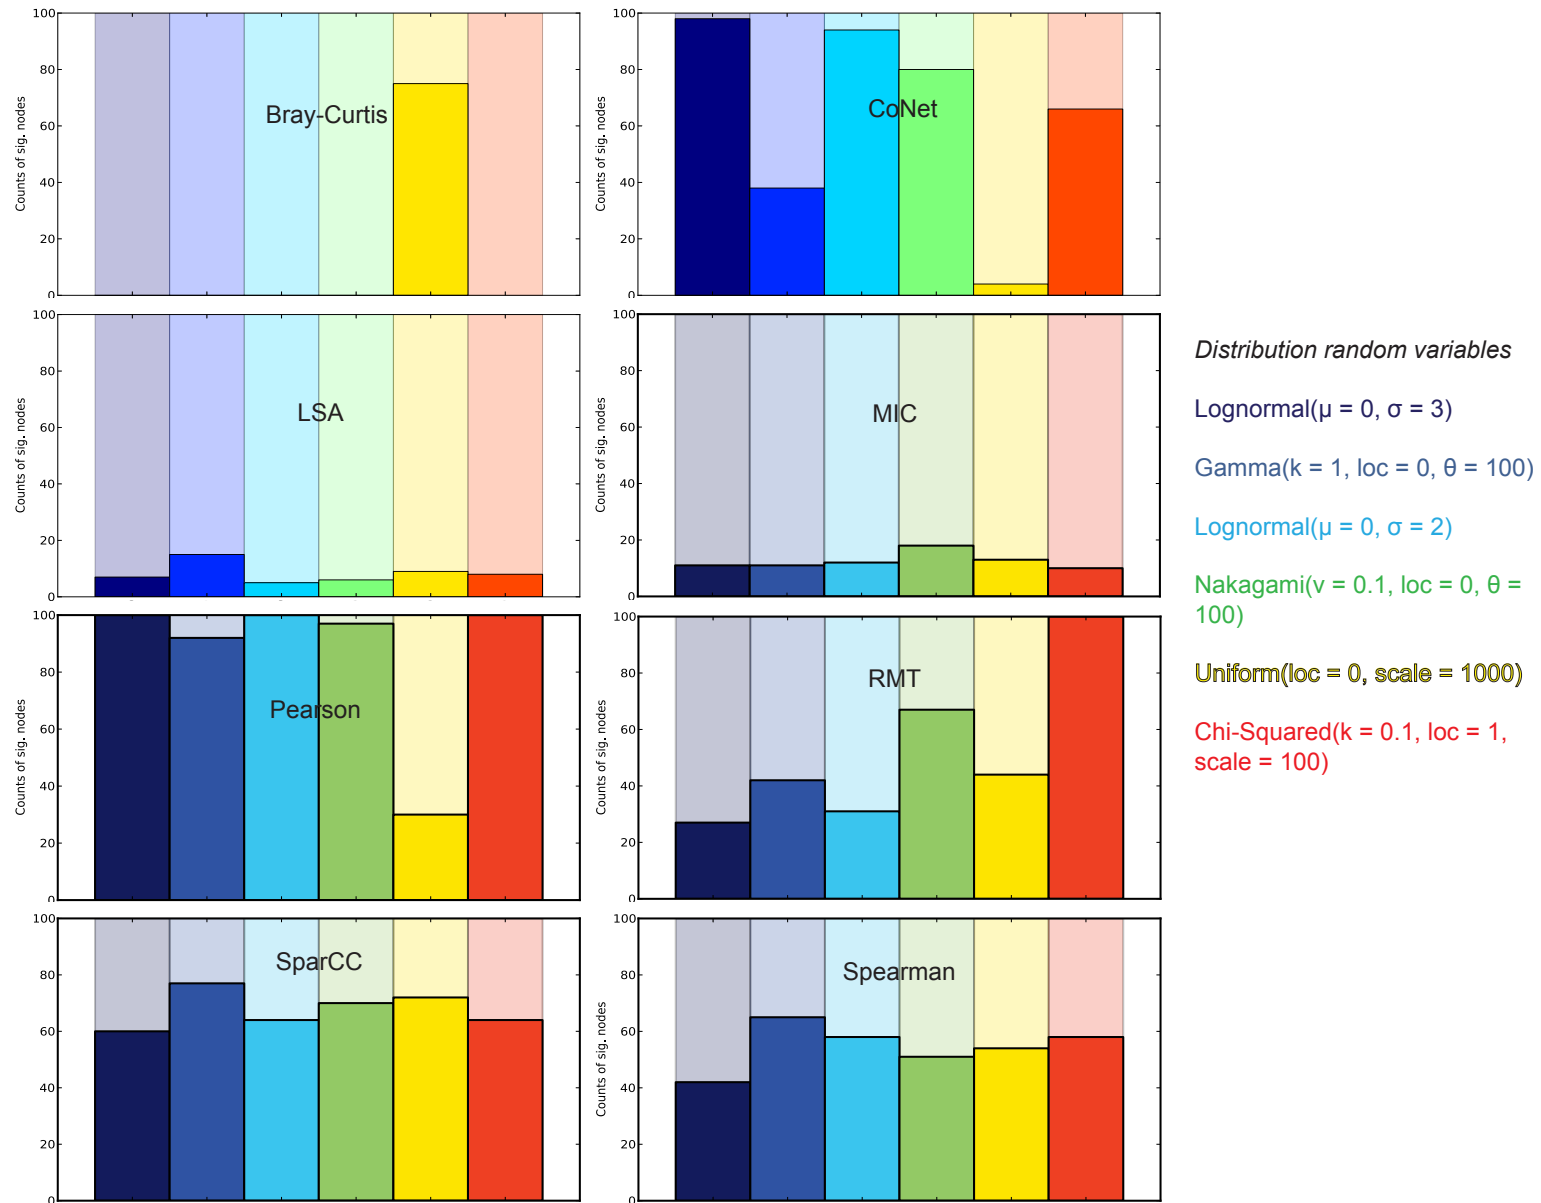 100
80
60
40
20
0
Counts of sig. nodes
Bray-Curtis
100
80
60
40
20
0
Counts of sig. nodes
CoNet
100
80
60
40
20
0
Counts of sig. nodes
LSA
100
80
60
40
20
0
Counts of sig. nodes
MIC
100
80
60
40
20
0
Counts of sig. nodes
Pearson
100
80
60
40
20
0
Counts of sig. nodes
RMT
100
80
60
40
20
0
Counts of sig. nodes
SparCC
100
80
60
40
20
0
Counts of sig. nodes
Spearman
Distribution random variables
Lognormal(μ = 0, σ = 3)
Gamma(k = 1, loc = 0, θ = 100)
Lognormal(μ = 0, σ = 2)
Nakagami(v = 0.1, loc = 0, θ =
100)
Uniform(loc = 0, scale = 1000)
Chi-Squared(k = 0.1, loc = 1,
scale = 100)